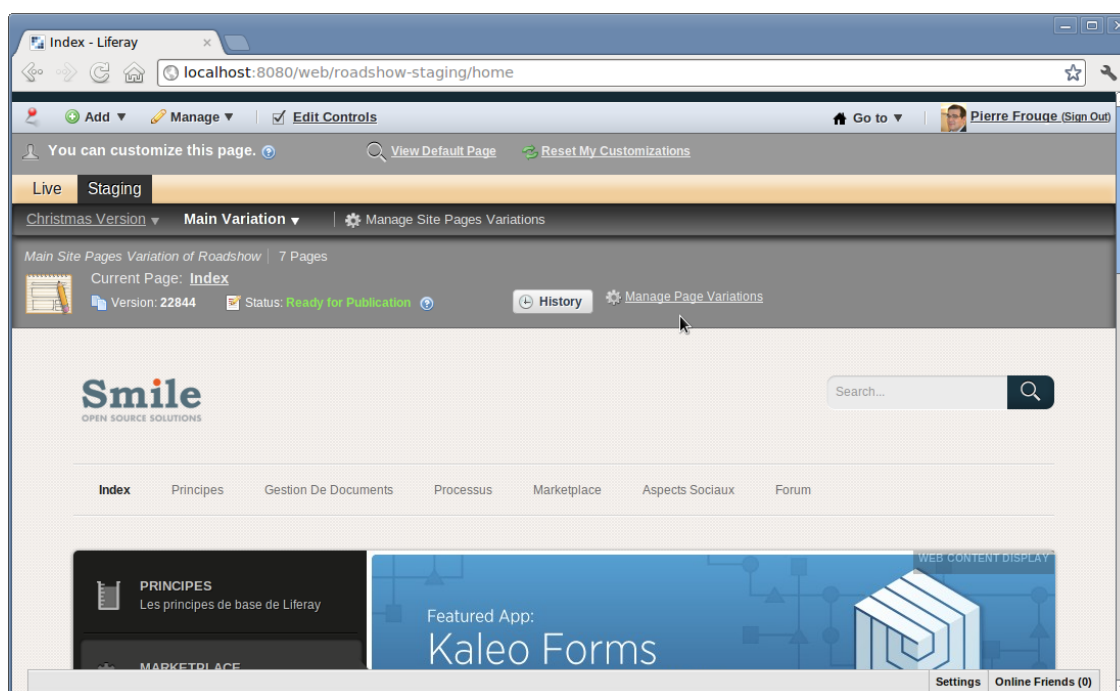 Index - Liferay
localhost:8080/web/roadshow-staging/home
Add Manage Edit Controls Go to Pierre Frouge (Sign Out)
You can customize this page. View Default Page Reset My Customizations
Live Staging
Christmas Version Main Variation Manage Site Pages Variations
Main Site Pages Variation of Roadshow 7 Pages
Current Page: Index
Version: 22844 Status: Ready for Publication History Manage Page Variations
Smile
OPEN SOURCE SOLUTIONS
Search...
Index Principes Gestion De Documents Processus Marketplace Aspects Sociaux Forum
WEB CONTENT DISPLAY
PRINCIPES
Les principes de base de Liferay
Featured App:
Kaleo Forms
MARKETPLACE
Settings Online Friends (0)